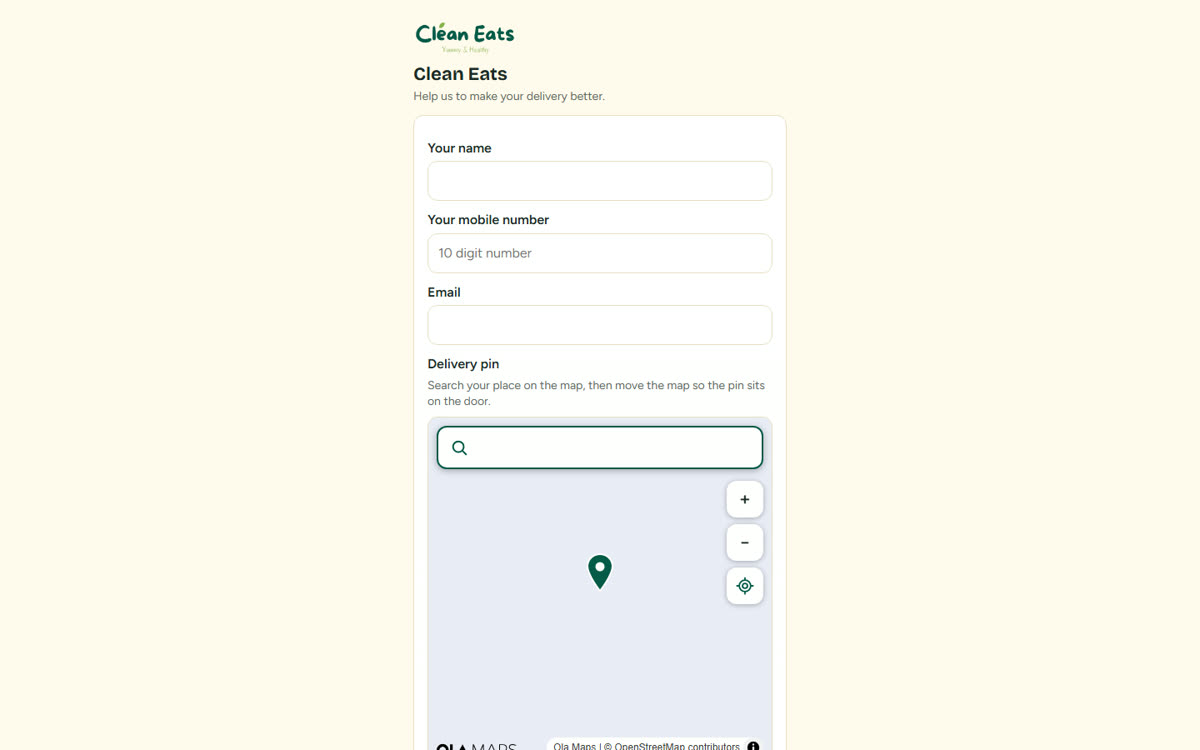 Clean Eats
Yummy & Healthy
Clean Eats
Help us to make your delivery better.
Your name
Your mobile number
10 digit number
Email
Delivery pin
Search your place on the map, then move the map so the pin sits
on the door.
+
−
OLA MAPS
Ola Maps | © OpenStreetMap contributors